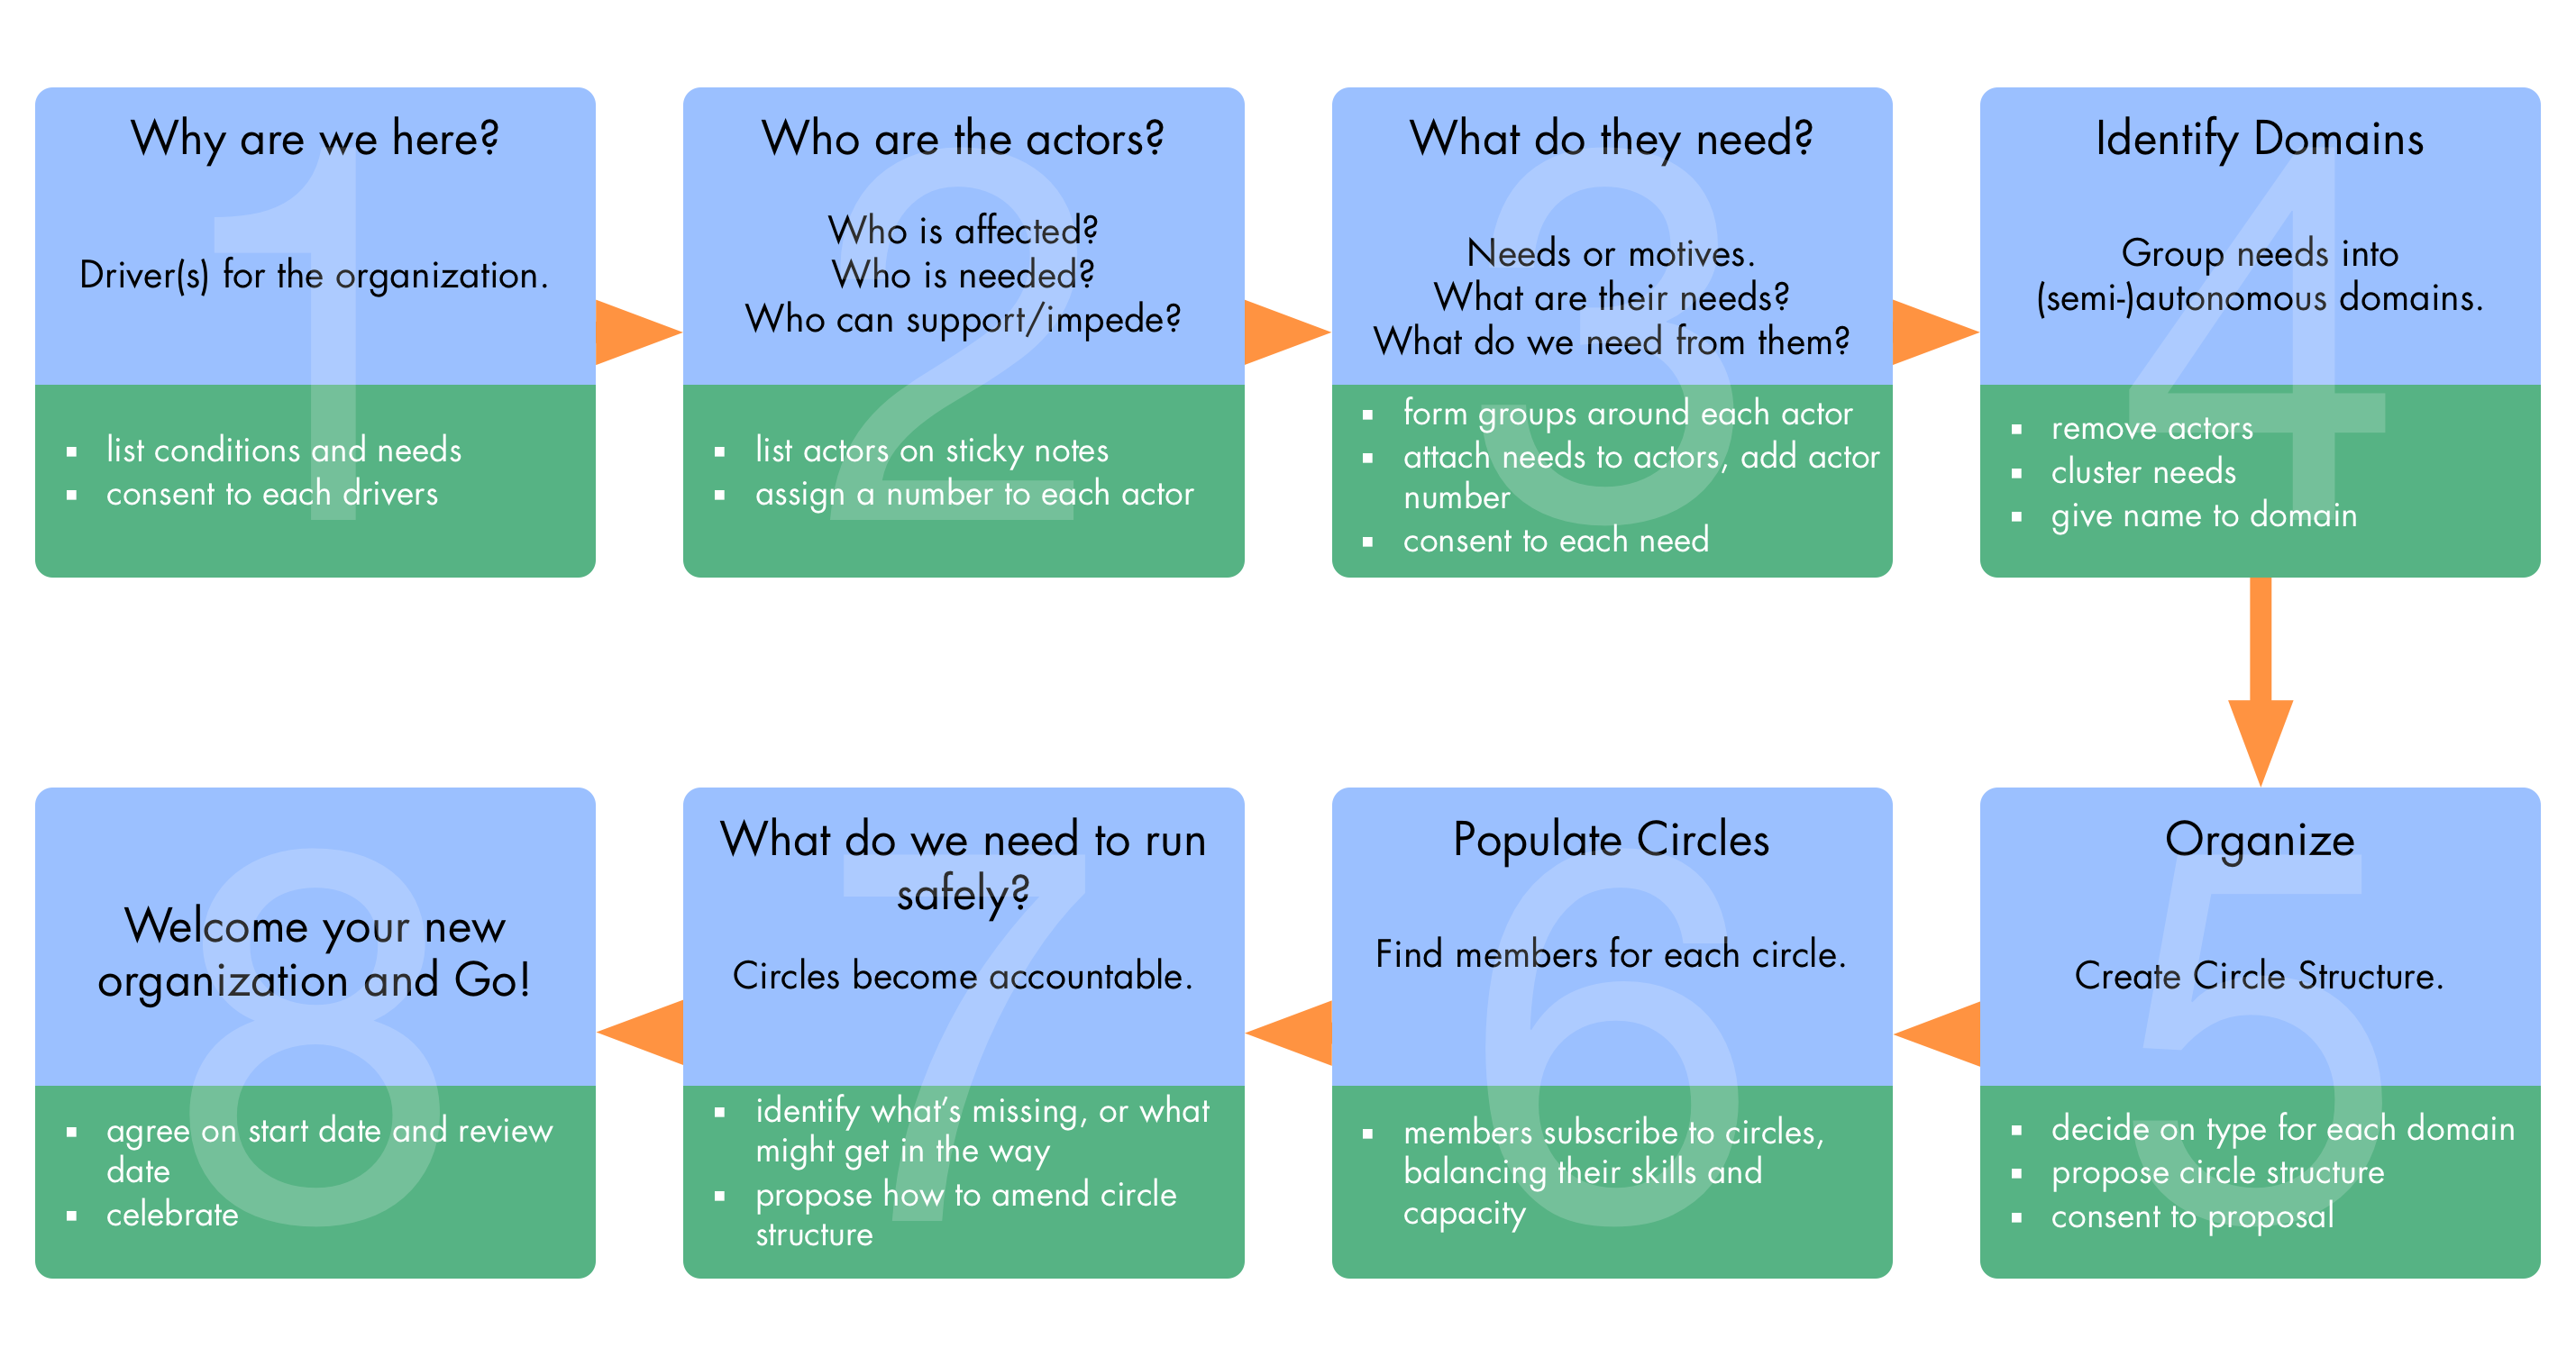 1
Why are we here?
Driver(s) for the organization.
▪ list conditions and needs
▪ consent to each drivers
2
Who are the actors?
Who is affected?
Who is needed?
Who can support/impede?
▪ list actors on sticky notes
▪ assign a number to each actor
3
What do they need?
Needs or motives.
What are their needs?
What do we need from them?
▪ form groups around each actor
▪ attach needs to actors, add actor
number
▪ consent to each need
4
Identify Domains
Group needs into
(semi-)autonomous domains.
▪ remove actors
▪ cluster needs
▪ give name to domain
5
Organize
Create Circle Structure.
▪ decide on type for each domain
▪ propose circle structure
▪ consent to proposal
6
Populate Circles
Find members for each circle.
▪ members subscribe to circles,
balancing their skills and
capacity
7
What do we need to run
safely?
Circles become accountable.
▪ identify what’s missing, or what
might get in the way
▪ propose how to amend circle
structure
8
Welcome your new
organization and Go!
▪ agree on start date and review
date
▪ celebrate